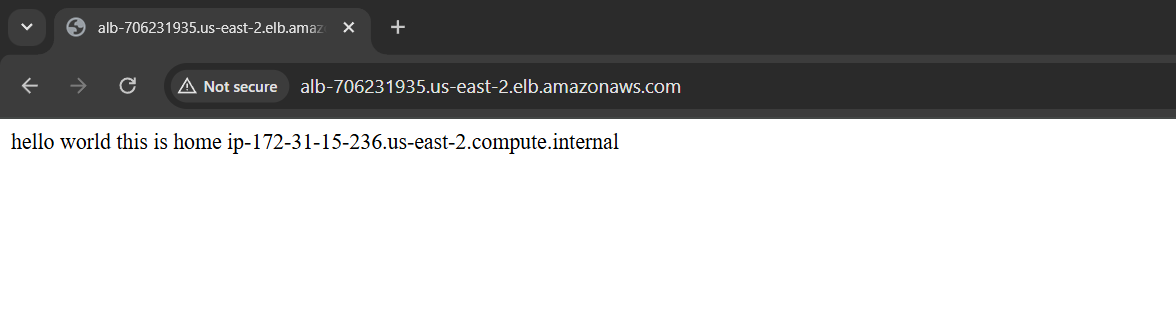 alb-706231935.us-east-2.elb.amaz
Not secure
alb-706231935.us-east-2.elb.amazonaws.com
hello world this is home ip-172-31-15-236.us-east-2.compute.internal